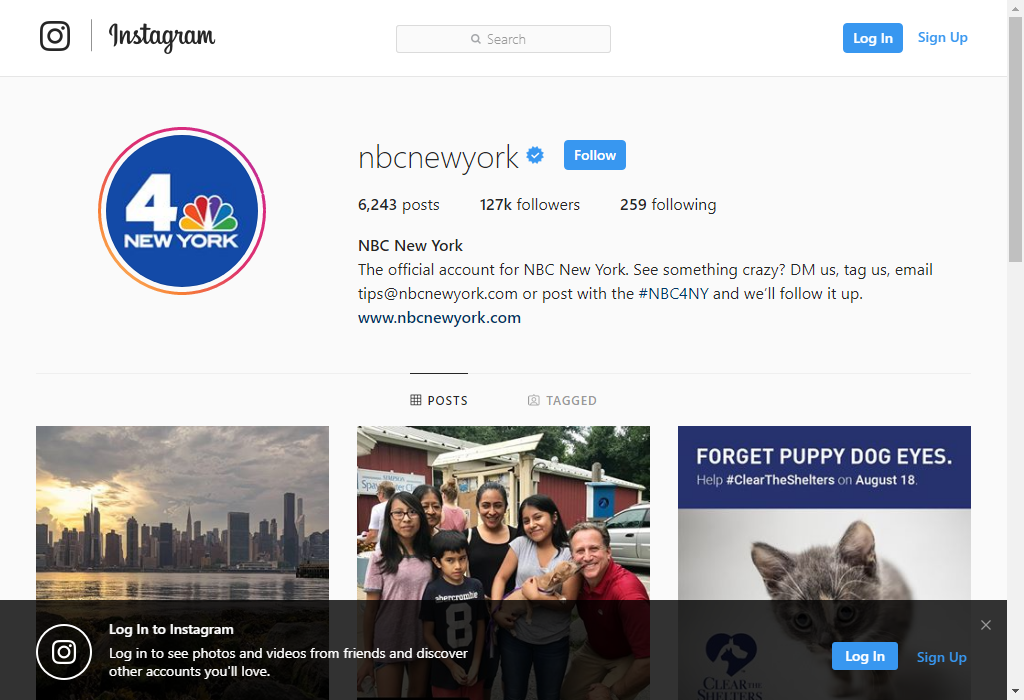 Instagram
Search
Log In
Sign Up
4
NEW YORK
nbcnewyork
Follow
6,243 posts
127k followers
259 following
NBC New York
The official account for NBC New York. See something crazy? DM us, tag us, email
tips@nbcnewyork.com or post with the #NBC4NY and we'll follow it up.
www.nbcnewyork.com
POSTS
TAGGED
FORGET PUPPY DOG EYES.
Help #ClearTheShelters on August 18.
abercrombie
8
CLEAR THE
SHELTERS
Log In to Instagram
Log in to see photos and videos from friends and discover
other accounts you'll love.
Log In
Sign Up